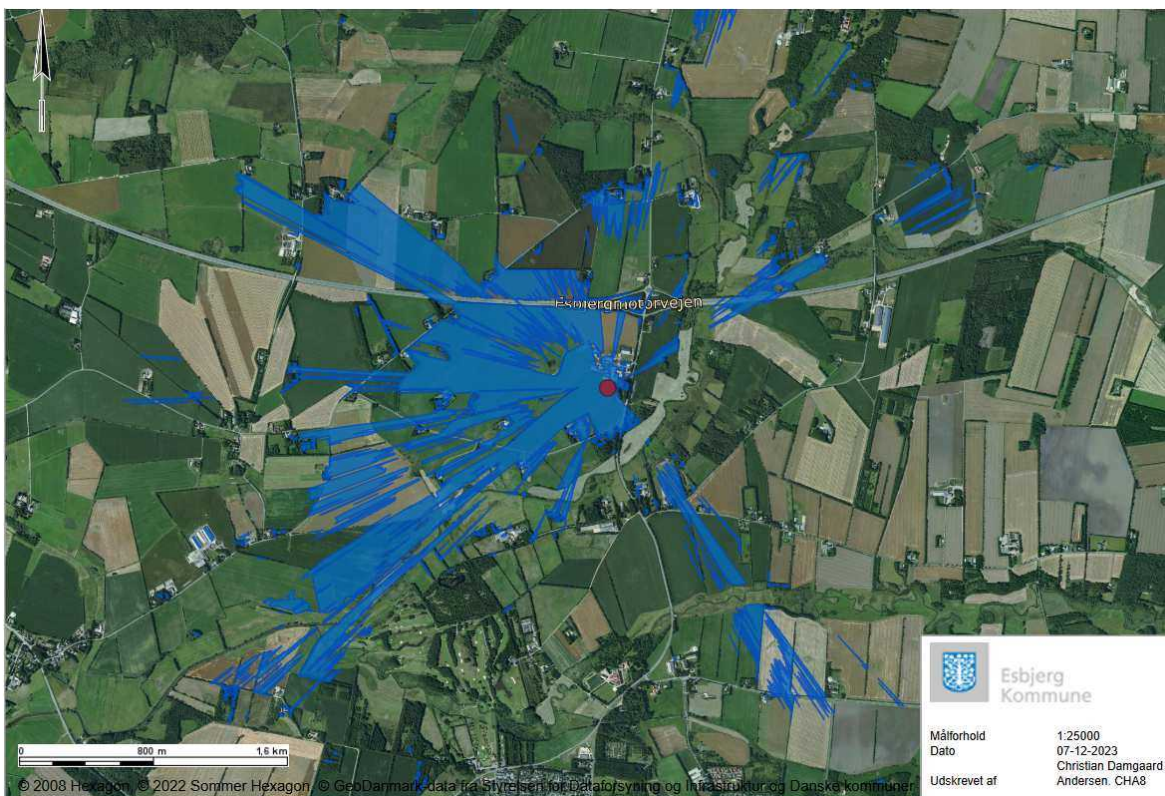 Esbjergmotorvejen
Esbjerg
Kommune
Målforhold 1:25000
Dato 07-12-2023
Christian Damgaard
Udskrevet af Andersen. CHA8
0 800 m 1,6 km
© 2008 Hexagon, © 2022 Sommer Hexagon, © GeoDanmark-data fra Styrelsen for Dataforsyning og Infrastruktur og Danske kommuner